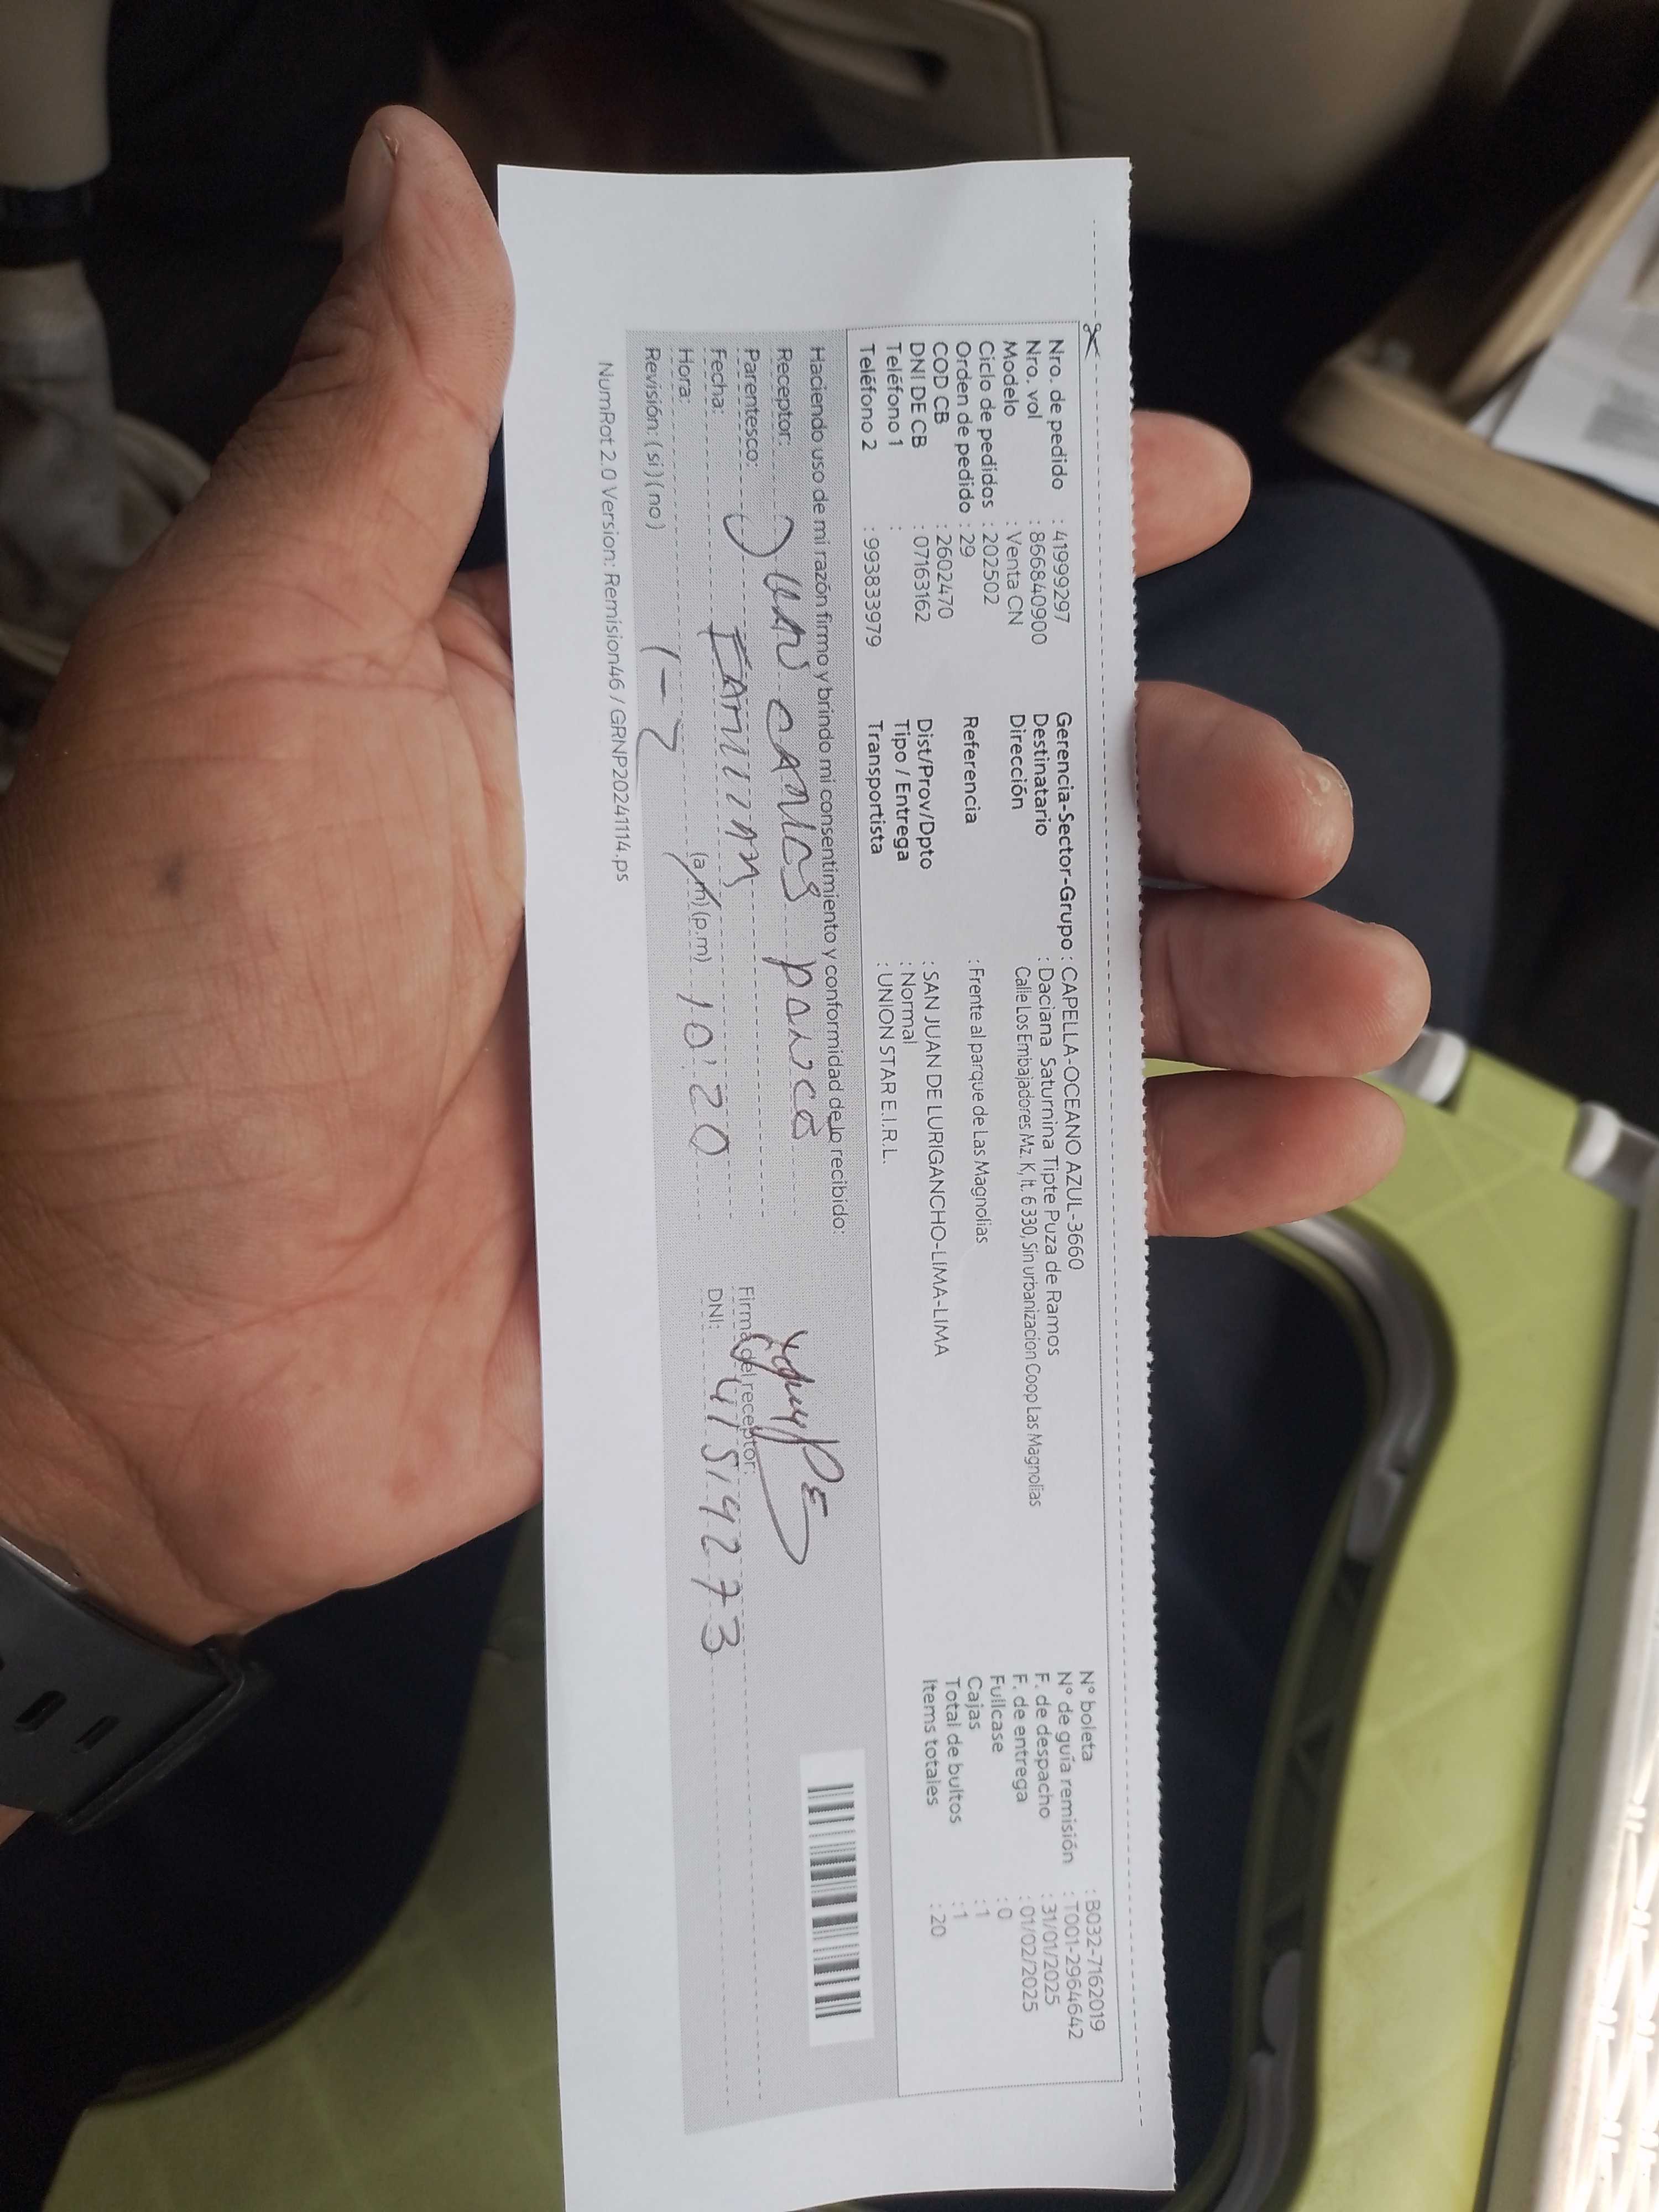 Nro. de pedido : 41999297
Nro. vol : 866840900
Modelo : Venta CN
Ciclo de pedidos : 202502
Orden de pedido : 29
COD CB : 2602470
DNI DE CB : 07163162
Teléfono 1 :
Teléfono 2 : 993833979
Gerencia-Sector-Grupo : CAPELLA-OCEANO AZUL-3660
Destinatario : Daciana Saturnina Tipte Puza de Ramos
Dirección Calle Los Embajadores Mz. K, lt. 6 330, Sin urbanizacion Coop Las Magnolias
Referencia : Frente al parque de Las Magnolias
Dist/Prov/Dpto : SAN JUAN DE LURIGANCHO-LIMA-LIMA
Tipo / Entrega : Normal
Transportista : UNION STAR E.I.R.L.
N° boleta : B032-7162019
N° de guía remisión : T001-2964642
F. de despacho : 31/01/2025
F. de entrega : 01/02/2025
Fullcase : 0
Cajas : 1
Total de bultos : 1
Items totales : 20
Haciendo uso de mi razón firmo y brindo mi consentimiento y conformidad de lo recibido:
Receptor: Juan Carlos
Parentesco:
Fecha: 1-2
Hora: (a.m) (p.m) 10:20
Revisión: (si) (no)
Firma del receptor:
DNI: 41519273
NumRot 2.0 Version: Remision46 / GRNP20241114.ps